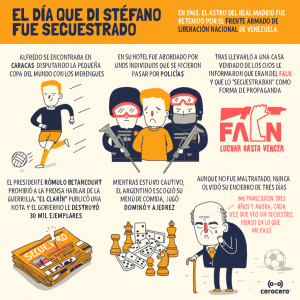 EL DÍA QUE DI STÉFANO
FUE SECUESTRADO
EN 1963, EL ASTRO DEL REAL MADRID FUE
RETENIDO POR EL FRENTE ARMADO DE
LIBERACIÓN NACIONAL DE VENEZUELA
ALFREDO SE ENCONTRABA EN
CARACAS DISPUTANDO LA PEQUEÑA
COPA DEL MUNDO CON LOS MERENGUES
EN SU HOTEL FUE ABORDADO POR
UNOS INDIVIDUOS QUE SE HICIERON
PASAR POR POLICÍAS
TRAS LLEVARLO A UNA CASA
VENDADO DE LOS OJOS LE
INFORMARON QUE ERAN DEL FALN
Y QUE LO "SECUESTRABAN" COMO
FORMA DE PROPAGANDA
FALN
LUCHAR HASTA VENCER
EL PRESIDENTE RÓMULO BETANCOURT
PROHIBIÓ A LA PRENSA HABLAR DE LA
GUERRILLA. "EL CLARÍN" PUBLICÓ UNA
NOTA Y EL GOBIERNO LE DESTRUYÓ
30 MIL EJEMPLARES
SECUESTRO
MIENTRAS ESTUVO CAUTIVO,
EL ARGENTINO ESCOGIÓ SU
MENÚ DE COMIDA, JUGÓ
DOMINÓ Y AJEDREZ
AUNQUE NO FUE MALTRATADO, NUNCA
OLVIDÓ SU ENCIERRO DE TRES DÍAS
ME PARECIERON TRES
AÑOS Y AHORA, CADA
VEZ QUE VEO UN SECUESTRO,
PIENSO EN LO QUE
ME PASÓ
cerocero